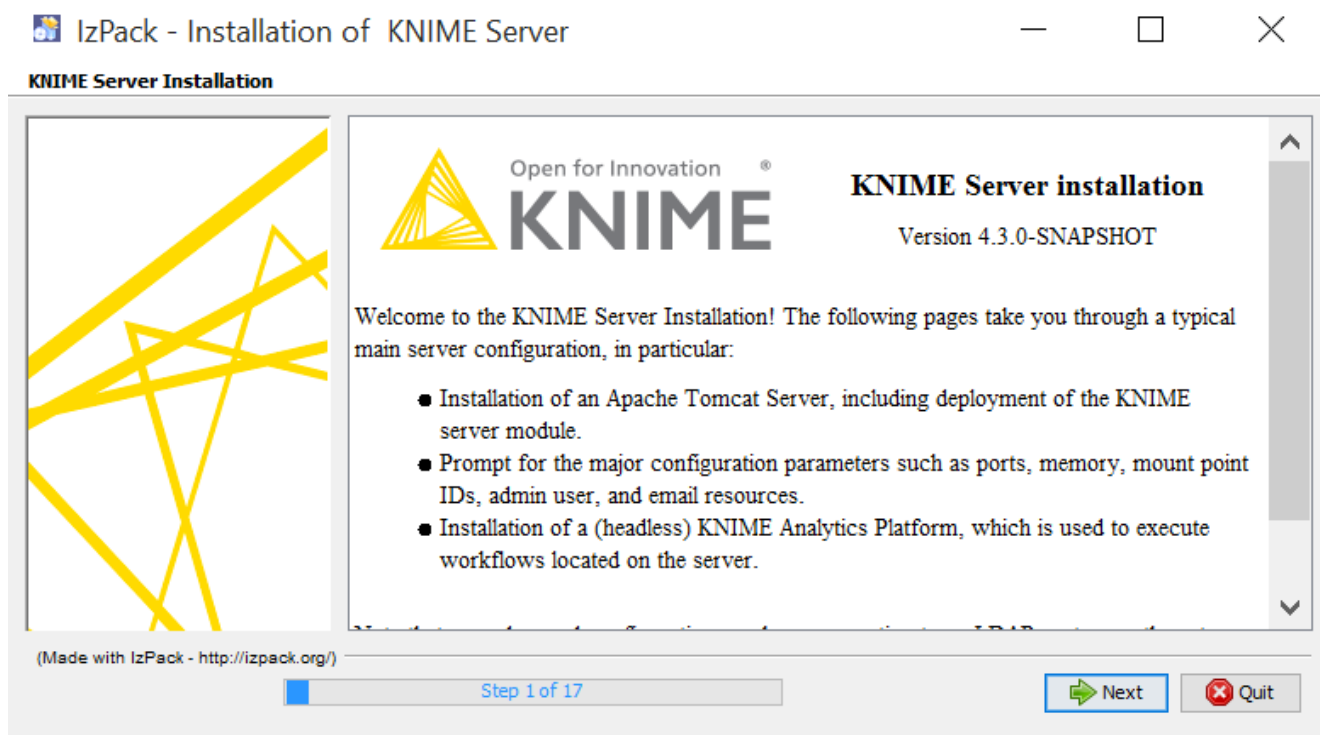 IzPack - Installation of KNIME Server
KNIME Server Installation
Open for Innovation ®
KNIME
KNIME Server installation
Version 4.3.0-SNAPSHOT
Welcome to the KNIME Server Installation! The following pages take you through a typical
main server configuration, in particular:
● Installation of an Apache Tomcat Server, including deployment of the KNIME
server module.
● Prompt for the major configuration parameters such as ports, memory, mount point
IDs, admin user, and email resources.
● Installation of a (headless) KNIME Analytics Platform, which is used to execute
workflows located on the server.
(Made with IzPack - http://izpack.org/)
Step 1 of 17
Next
Quit